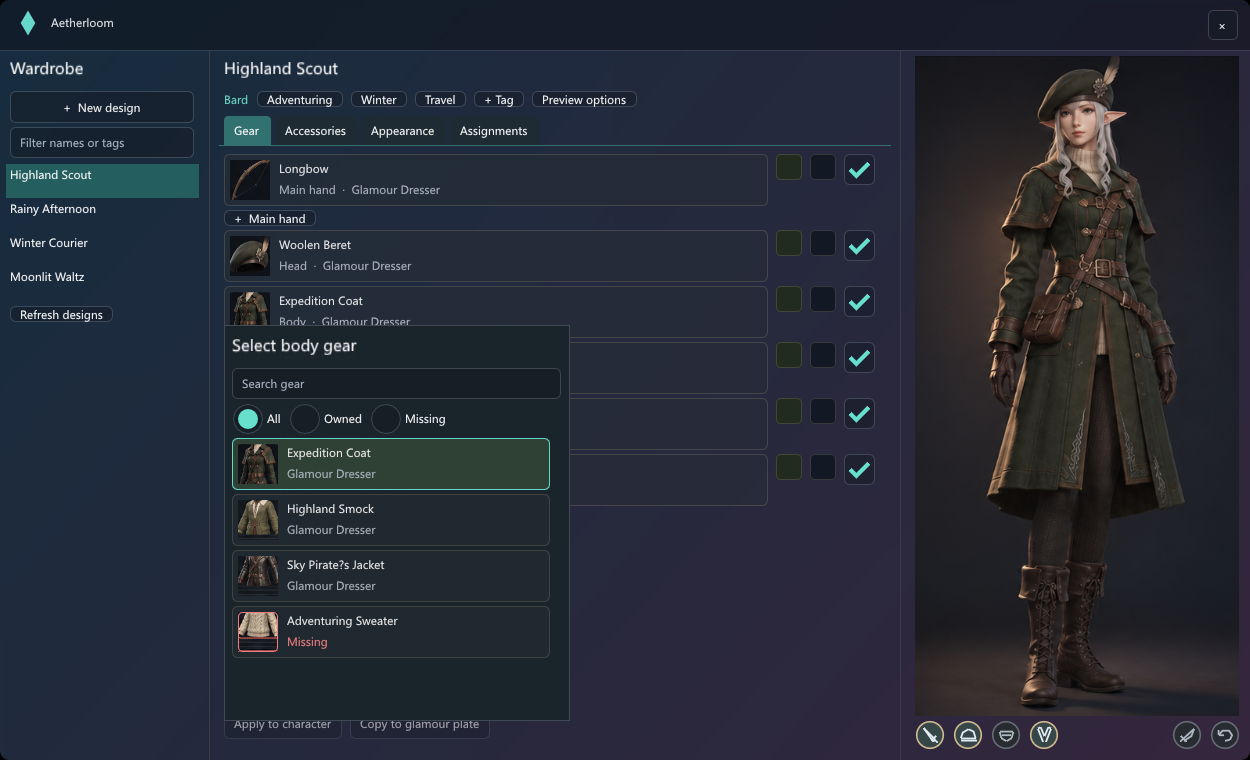 Aetherloom
×
Wardrobe
+ New design
Filter names or tags
Highland Scout
Rainy Afternoon
Winter Courier
Moonlit Waltz
Refresh designs
Highland Scout
Bard Adventuring Winter Travel + Tag Preview options
Gear Accessories Appearance Assignments
Longbow
Main hand · Glamour Dresser
+ Main hand
Woolen Beret
Head · Glamour Dresser
Expedition Coat
Body · Glamour Dresser
Select body gear
Search gear
All Owned Missing
Expedition Coat
Glamour Dresser
Highland Smock
Glamour Dresser
Sky Pirate?s Jacket
Glamour Dresser
Adventuring Sweater
Missing
Apply to character Copy to glamour plate